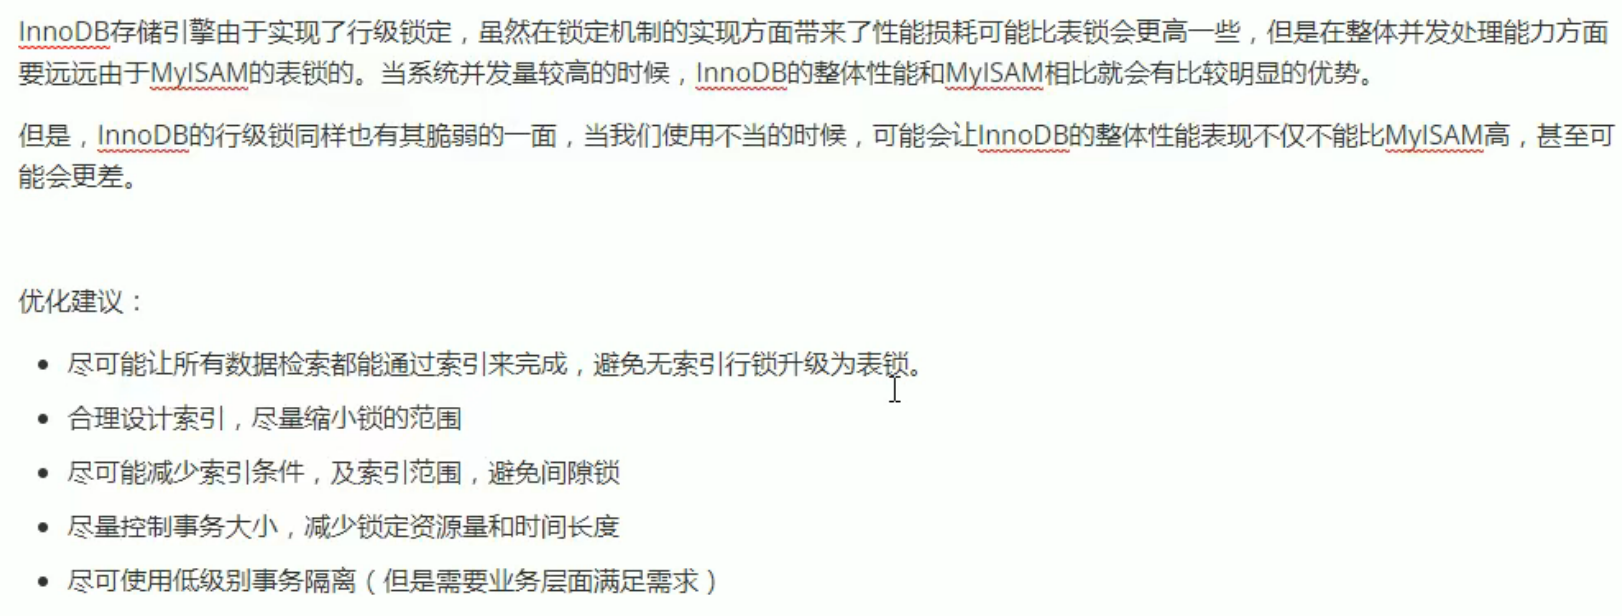 InnoDB存储引擎由于实现了行级锁定，虽然在锁定机制的实现方面带来了性能损耗可能比表锁会更高一些，但是在整体并发处理能力方面
要远远由于MyISAM的表锁的。当系统并发量较高的时候，InnoDB的整体性能和MyISAM相比就会有比较明显的优势。
但是，InnoDB的行级锁同样也有其脆弱的一面，当我们使用不当的时候，可能会让InnoDB的整体性能表现不仅不能比MyISAM高，甚至可
能会更差。
优化建议：
• 尽可能让所有数据检索都能通过索引来完成，避免无索引行锁升级为表锁。
• 合理设计索引，尽量缩小锁的范围
• 尽可能减少索引条件，及索引范围，避免间隙锁
• 尽量控制事务大小，减少锁定资源量和时间长度
• 尽可使用低级别事务隔离（但是需要业务层面满足需求）